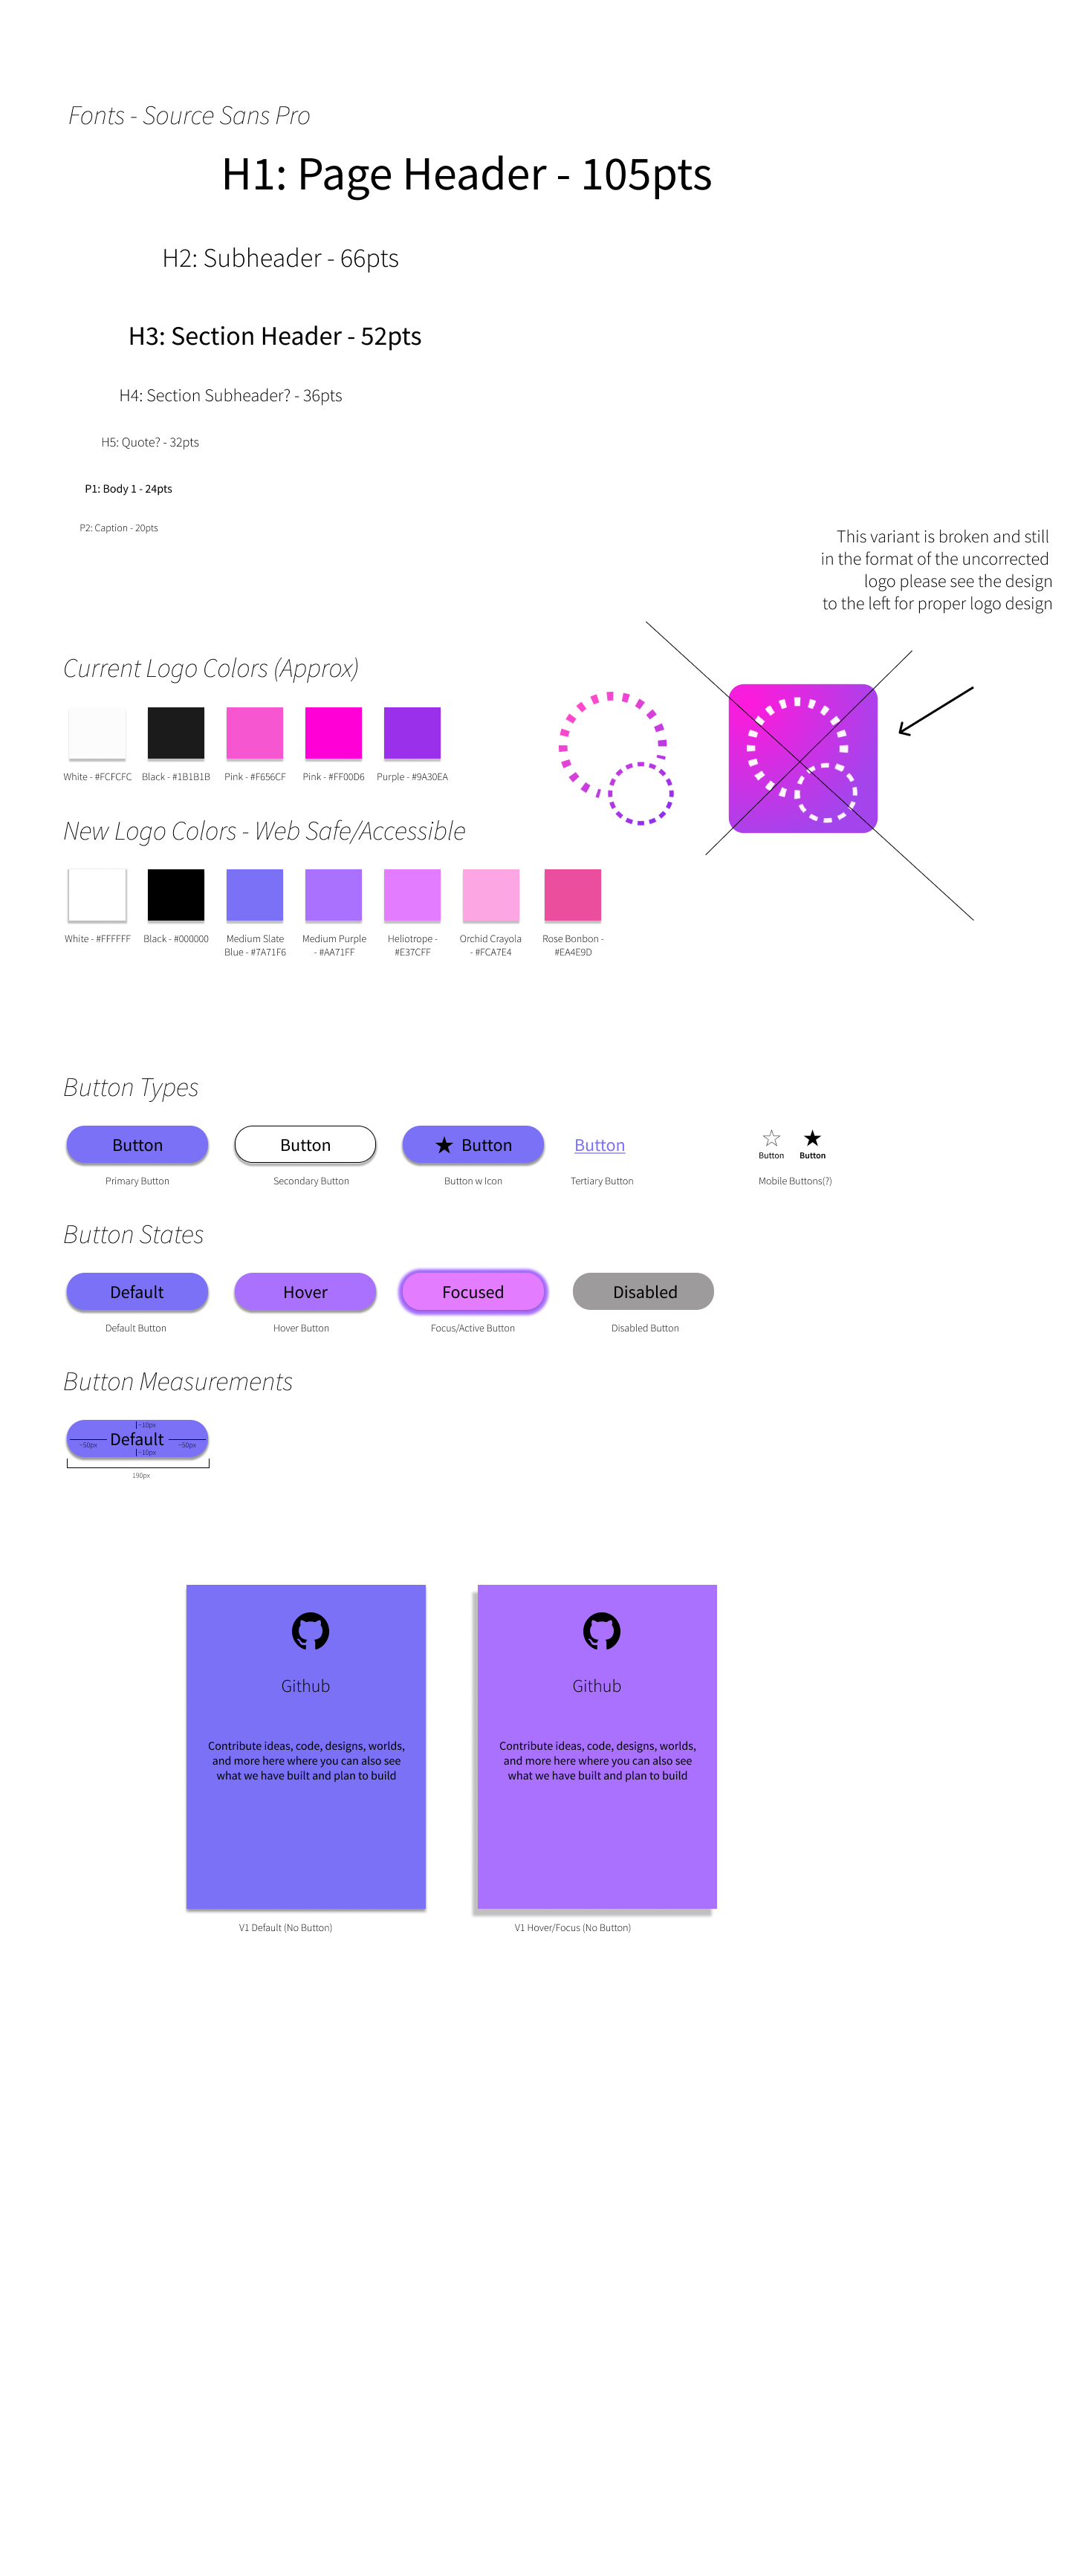 Fonts - Source Sans Pro
H1: Page Header - 105pts
H2: Subheader - 66pts
H3: Section Header - 52pts
H4: Section Subheader? - 36pts
H5: Quote? - 32pts
P1: Body 1 - 24pts
P2: Caption - 20pts
This variant is broken and still
in the format of the uncorrected
logo please see the design
to the left for proper logo design
Current Logo Colors (Approx)
White - #FCFCFC
Black - #1B1B1B
Pink - #F656CF
Pink - #FF00D6
Purple - #9A30EA
New Logo Colors - Web Safe/Accessible
White - #FFFFFF
Black - #000000
Medium Slate
Blue - #7A71F6
Medium Purple
- #AA71FF
Heliotrope -
#E37CFF
Orchid Crayola
- #FCA7E4
Rose Bonbon -
#EA4E9D
Button Types
Button
Button
Button
Button
Button
Button
Primary Button
Secondary Button
Button w Icon
Tertiary Button
Mobile Buttons(?)
Button States
Default
Hover
Focused
Disabled
Default Button
Hover Button
Focus/Active Button
Disabled Button
Button Measurements
~10px
~50px
Default
~50px
~10px
190px
Github
Contribute ideas, code, designs, worlds,
and more here where you can also see
what we have built and plan to build
V1 Default (No Button)
Github
Contribute ideas, code, designs, worlds,
and more here where you can also see
what we have built and plan to build
V1 Hover/Focus (No Button)